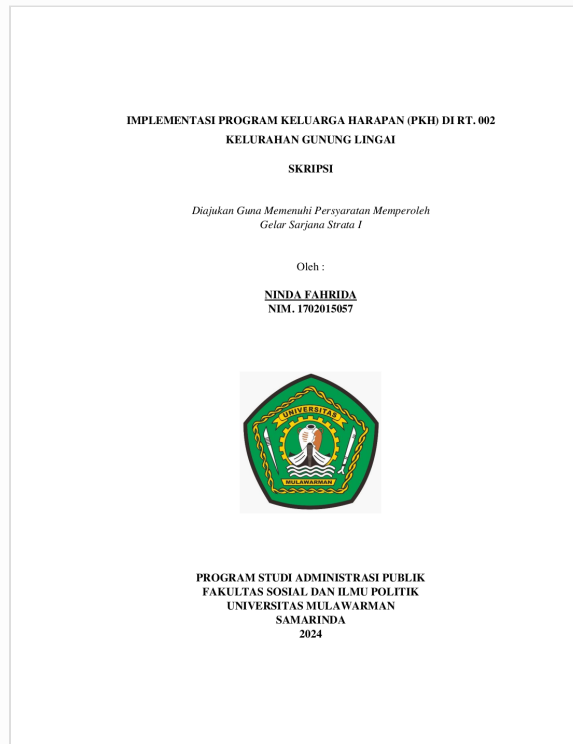 IMPLEMENTASI PROGRAM KELUARGA HARAPAN (PKH) DI RT. 002
KELURAHAN GUNUNG LINGAI
SKRIPSI
Diajukan Guna Memenuhi Persyaratan Memperoleh
Gelar Sarjana Strata I
Oleh :
NINDA FAHRIDA
NIM. 1702015057
UNIVERSITAS
MULAWARMAN
PROGRAM STUDI ADMINISTRASI PUBLIK
FAKULTAS SOSIAL DAN ILMU POLITIK
UNIVERSITAS MULAWARMAN
SAMARINDA
2024